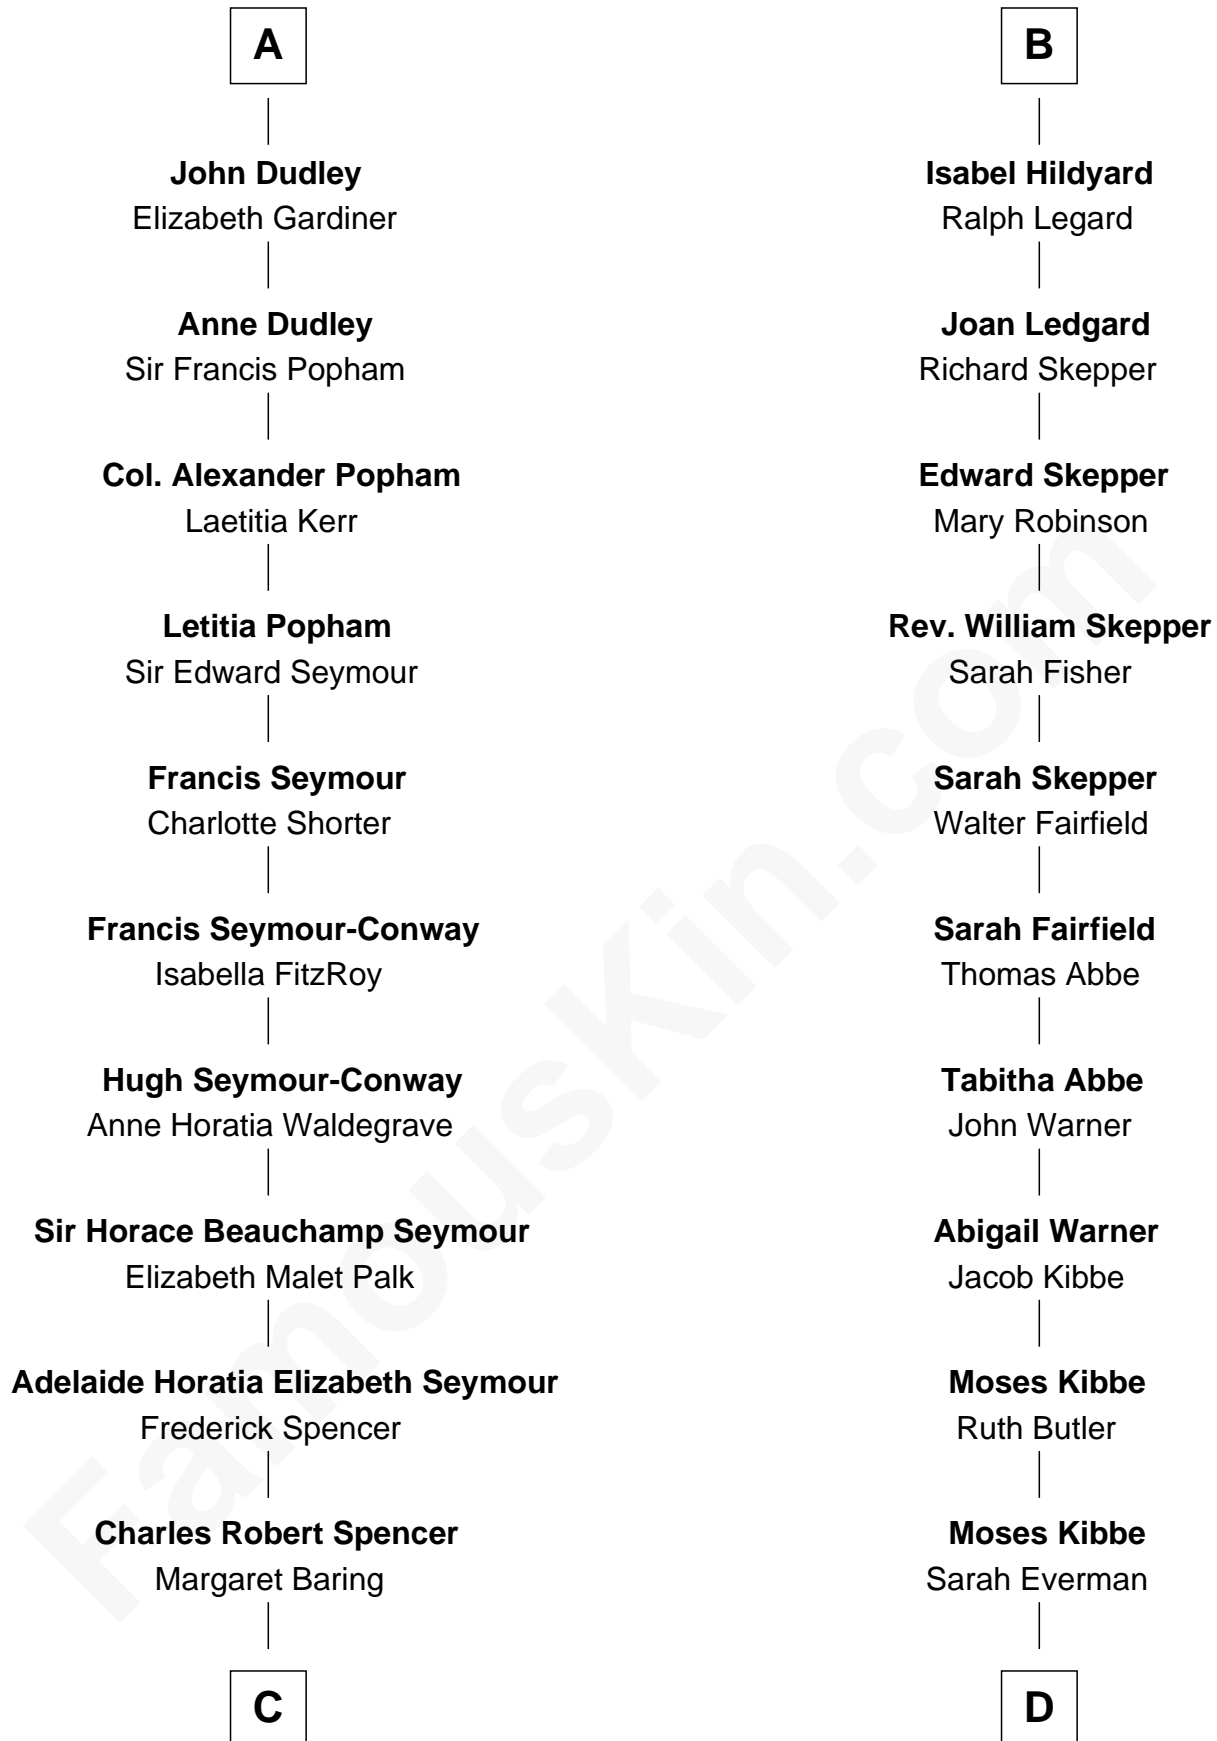 A
John Dudley
Elizabeth Gardiner
Anne Dudley
Sir Francis Popham
Col. Alexander Popham
Laetitia Kerr
Letitia Popham
Sir Edward Seymour
Francis Seymour
Charlotte Shorter
Francis Seymour-Conway
Isabella FitzRoy
Hugh Seymour-Conway
Anne Horatia Waldegrave
Sir Horace Beauchamp Seymour
Elizabeth Malet Palk
Adelaide Horatia Elizabeth Seymour
Frederick Spencer
Charles Robert Spencer
Margaret Baring
C
B
Isabel Hildyard
Ralph Legard
Joan Ledgard
Richard Skepper
Edward Skepper
Mary Robinson
Rev. William Skepper
Sarah Fisher
Sarah Skepper
Walter Fairfield
Sarah Fairfield
Thomas Abbe
Tabitha Abbe
John Warner
Abigail Warner
Jacob Kibbe
Moses Kibbe
Ruth Butler
Moses Kibbe
Sarah Everman
D
FamousKin.com